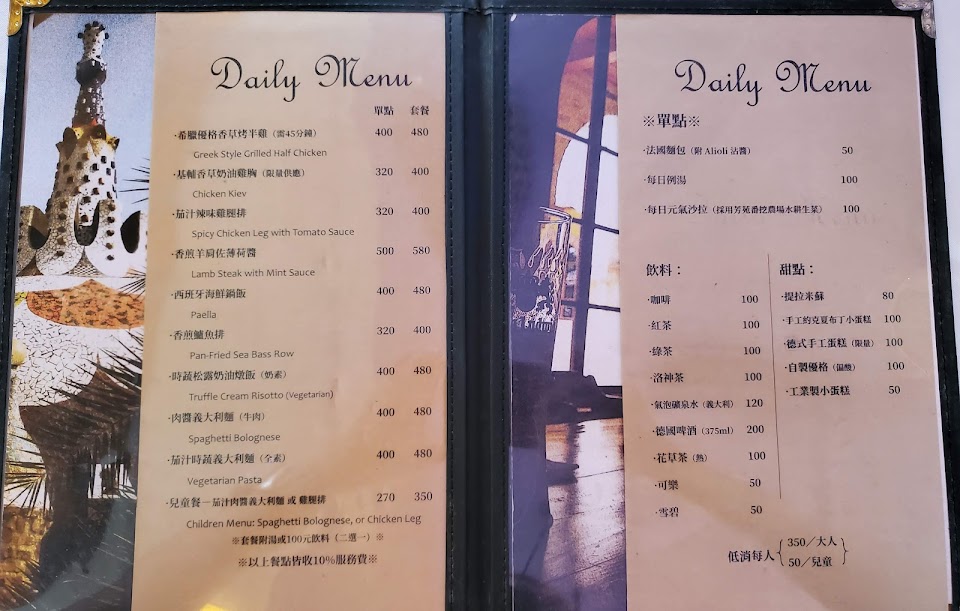 Daily Menu
單點 套餐
·希臘優格香草烤半雞（需45分鐘） 400 480
Greek Style Grilled Half Chicken
·基輔香草奶油雞胸（限量供應） 320 400
Chicken Kiev
·茄汁辣味雞腿排 320 400
Spicy Chicken Leg with Tomato Sauce
·香煎羊肩佐薄荷醬 500 580
Lamb Steak with Mint Sauce
·西班牙海鮮鍋飯 400 480
Paella
·香煎鱸魚排 320 400
Pan-Fried Sea Bass Row
·時蔬松露奶油燉飯（奶素） 400 480
Truffle Cream Risotto (Vegetarian)
·肉醬義大利麵（牛肉） 400 480
Spaghetti Bolognese
·茄汁時蔬義大利麵（全素） 400 480
Vegetarian Pasta
·兒童餐－茄汁肉醬義大利麵 或 雞腿排 270 350
Children Menu: Spaghetti Bolognese, or Chicken Leg
※套餐附湯或100元飲料（二選一）※
※以上餐點皆收10%服務費※
Daily Menu
※單點※
·法國麵包（附 Alioli 沾醬） 50
·每日例湯 100
·每日元氣沙拉（採用芳苑番挖農場水耕生菜） 100
飲料：
·咖啡 100
·紅茶 100
·綠茶 100
·洛神茶 100
·氣泡礦泉水（義大利） 120
·德國啤酒（375ml） 200
·花草茶（熱） 100
·可樂 50
·雪碧 50
甜點：
·提拉米蘇 80
·手工約克夏布丁小蛋糕 100
·德式手工蛋糕（限量） 100
·自製優格（偏酸） 100
·工業製小蛋糕 50
低消每人 350／大人
50／兒童